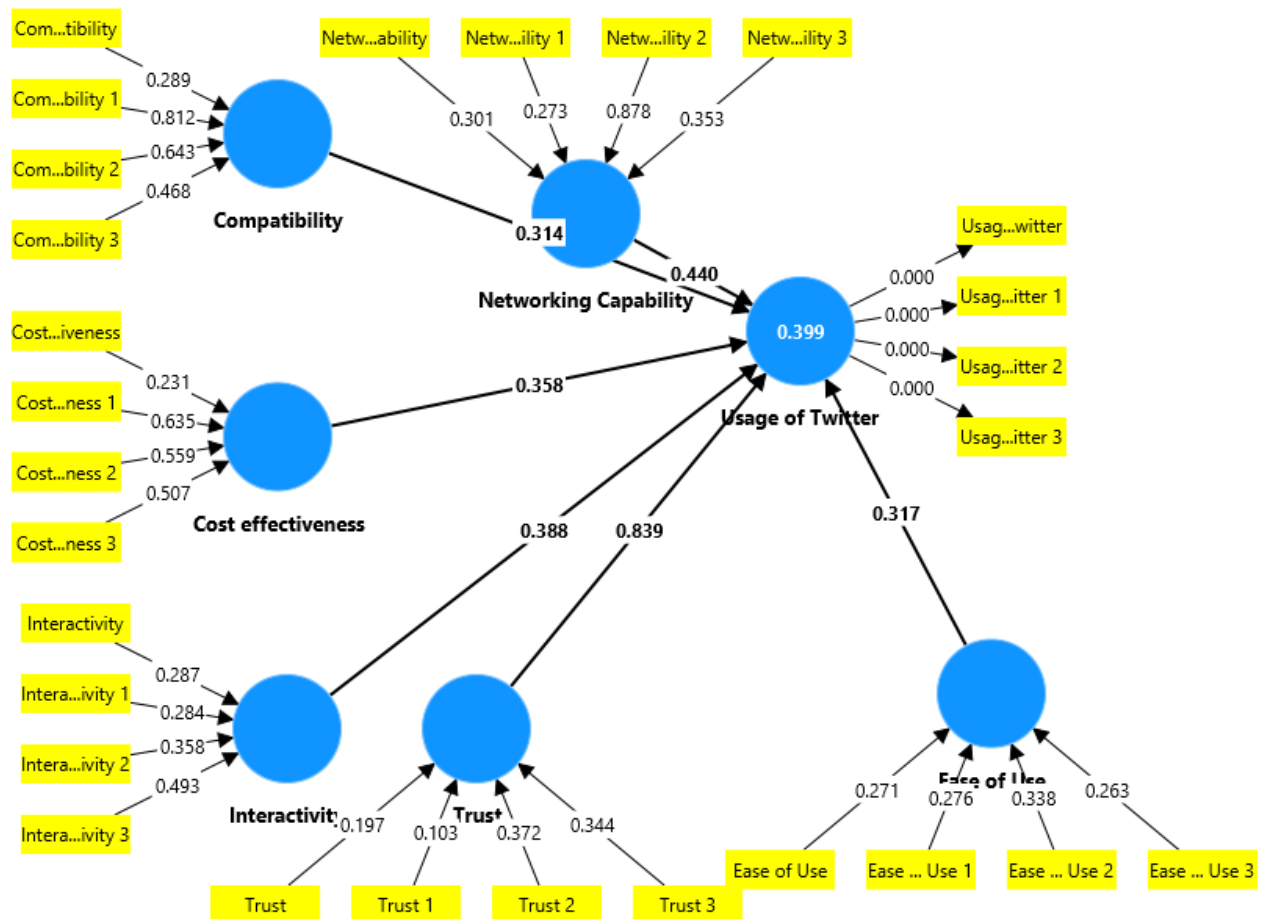 Com...tibility
Com...bility 1
Com...bility 2
Com...bility 3
0.289
0.812
0.643
0.468
Compatibility
Netw...ability
Netw...ility 1
Netw...ility 2
Netw...ility 3
0.301
0.273
0.878
0.353
Networking Capability
0.314
0.440
Usag...witter
Usag...itter 1
Usag...itter 2
Usag...itter 3
0.000
0.000
0.000
0.000
0.399
Usage of Twitter
Cost...iveness
Cost...ness 1
Cost...ness 2
Cost...ness 3
0.231
0.635
0.559
0.507
Cost effectiveness
0.358
0.388
0.839
0.317
Interactivity
Intera...ivity 1
Intera...ivity 2
Intera...ivity 3
0.287
0.284
0.358
0.493
Interactivity
Trust
0.197
0.103
0.372
0.344
Trust
Trust 1
Trust 2
Trust 3
Ease of Use
0.271
0.276
0.338
0.263
Ease of Use
Ease ... Use 1
Ease ... Use 2
Ease ... Use 3